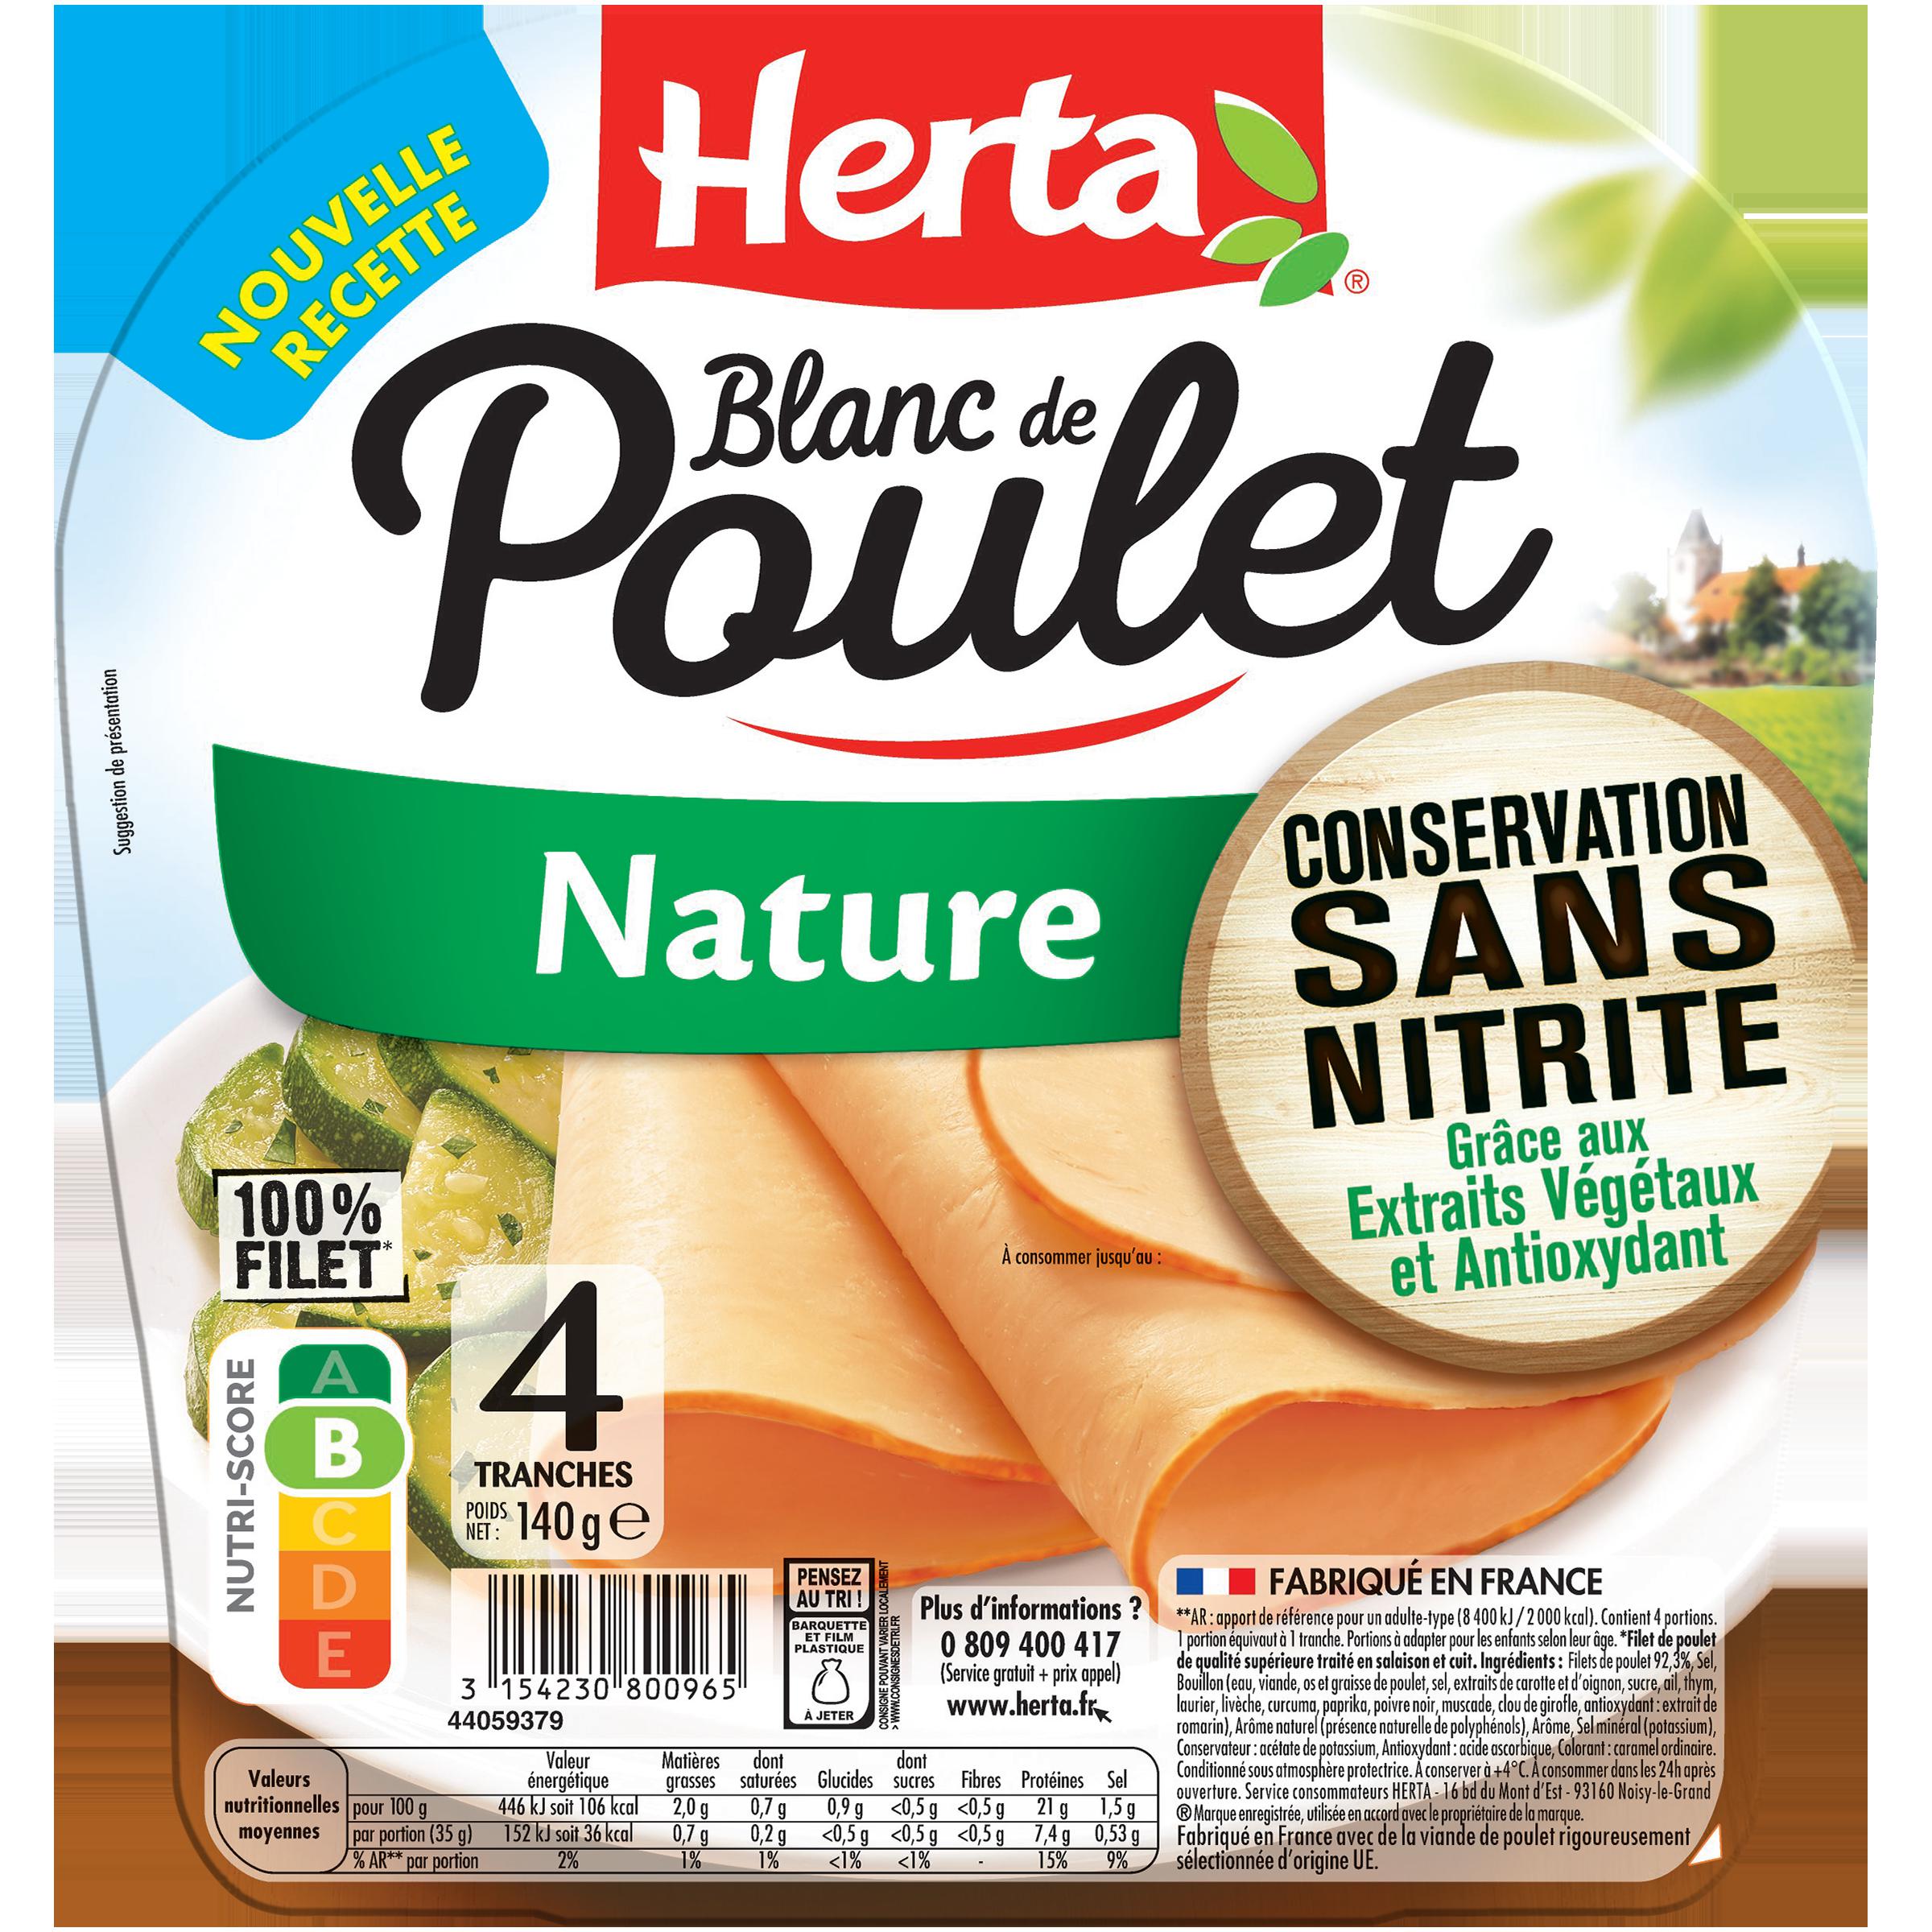 NOUVELLE
RECETTE
Herta
®
Blanc de
Poulet
Suggestion de présentation
Nature
CONSERVATION
SANS
NITRITE
Grâce aux
Extraits Végétaux
et Antioxydant
100%
FILET*
À consommer jusqu'au :
NUTRI-SCORE
A
B
C
D
E
4
TRANCHES
POIDS
NET : 140 g e
3 154230 800965
44059379
PENSEZ
AU TRI !
BARQUETTE
ET FILM
PLASTIQUE
À JETER
CONSIGNE POUVANT VARIER LOCALEMENT
> WWW.CONSIGNESDETRI.FR
Plus d'informations ?
0 809 400 417
(Service gratuit + prix appel)
www.herta.fr
FABRIQUÉ EN FRANCE
**AR : apport de référence pour un adulte-type (8 400 kJ / 2 000 kcal). Contient 4 portions.
1 portion équivaut à 1 tranche. Portions à adapter pour les enfants selon leur âge. *Filet de poulet
de qualité supérieure traité en salaison et cuit. Ingrédients : Filets de poulet 92,3%, Sel,
Bouillon (eau, viande, os et graisse de poulet, sel, extraits de carotte et d'oignon, sucre, ail, thym,
laurier, livèche, curcuma, paprika, poivre noir, muscade, clou de girofle, antioxydant : extrait de
romarin), Arôme naturel (présence naturelle de polyphénols), Arôme, Sel minéral (potassium),
Conservateur : acétate de potassium, Antioxydant : acide ascorbique, Colorant : caramel ordinaire.
Conditionné sous atmosphère protectrice. À conserver à +4°C. À consommer dans les 24h après
ouverture. Service consommateurs HERTA - 16 bd du Mont d'Est - 93160 Noisy-le-Grand
® Marque enregistrée, utilisée en accord avec le propriétaire de la marque.
Fabriqué en France avec de la viande de poulet rigoureusement
sélectionnée d'origine UE.
Valeurs nutritionnelles moyennes
Valeur énergétique Matières grasses dont saturées Glucides dont sucres Fibres Protéines Sel
pour 100 g 446 kJ soit 106 kcal 2,0 g 0,7 g 0,9 g <0,5 g <0,5 g 21 g 1,5 g
par portion (35 g) 152 kJ soit 36 kcal 0,7 g 0,2 g <0,5 g <0,5 g <0,5 g 7,4 g 0,53 g
% AR** par portion 2% 1% 1% <1% <1% - 15% 9%